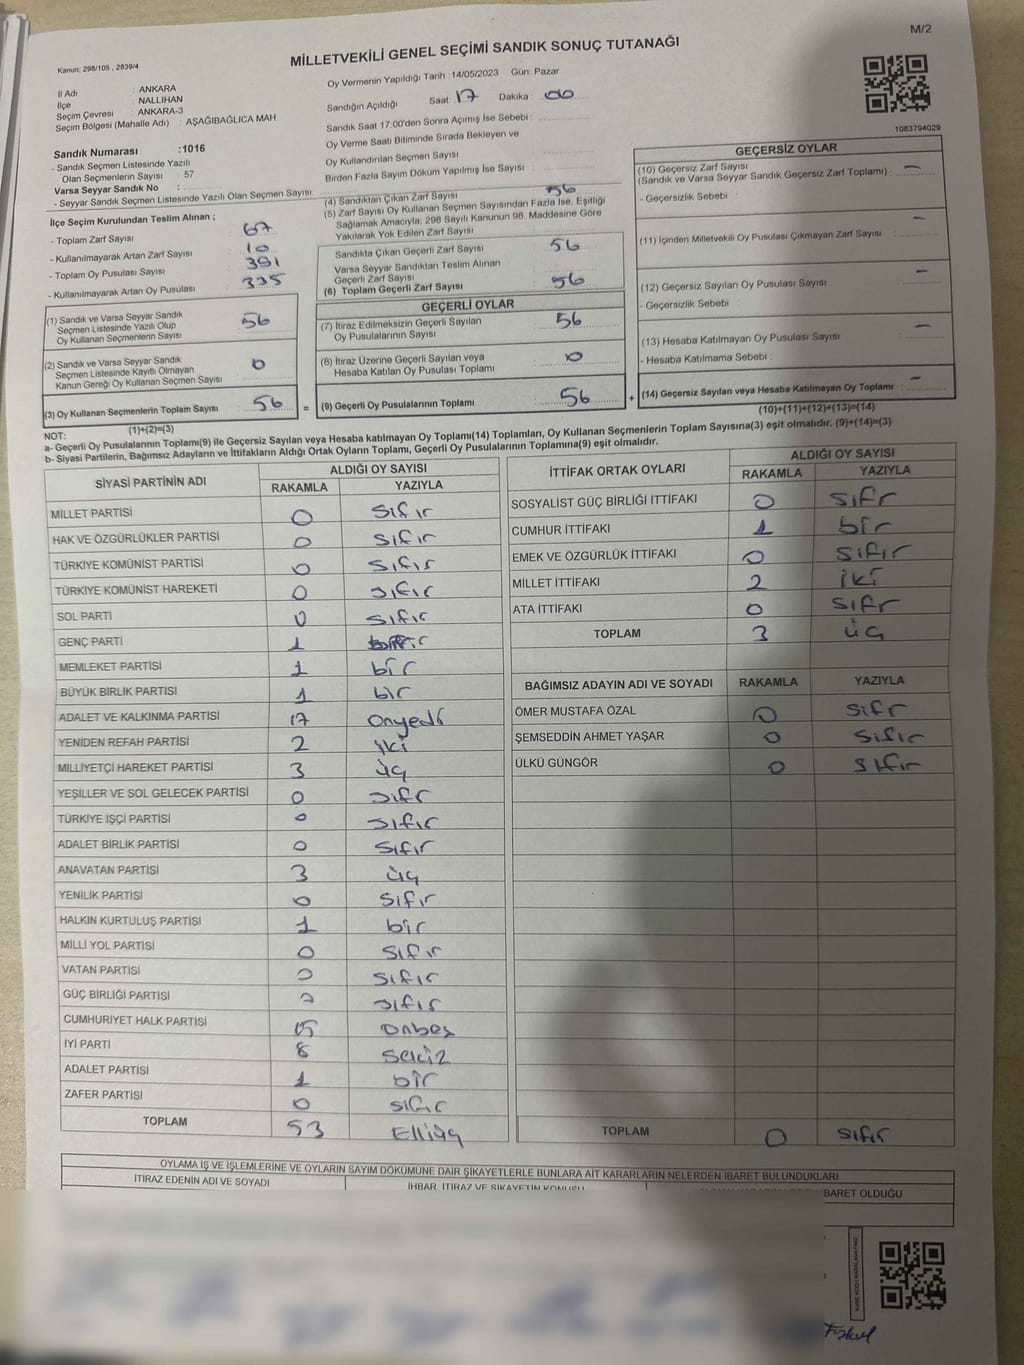 M/2
Kanun: 298/105 , 2839/4
MİLLETVEKİLİ GENEL SEÇİMİ SANDIK SONUÇ TUTANAĞI
İl Adı : ANKARA
İlçe : NALLIHAN
Seçim Çevresi : ANKARA-3
Seçim Bölgesi (Mahalle Adı) : AŞAĞIBAĞLICA MAH.
Oy Vermenin Yapıldığı Tarih : 14/05/2023 Gün: Pazar
Sandığın Açıldığı Saat : 17 Dakika : 00
Sandık Saat 17:00'den Sonra Açımış İse Sebebi :
Oy Verme Saati Bitiminde Sırada Bekleyen ve
Oy Kullandırılan Seçmen Sayısı
Birden Fazla Sayım Döküm Yapılmış İse Sayısı :
1083794029
Sandık Numarası :1016
- Sandık Seçmen Listesinde Yazılı
Olan Seçmenlerin Sayısı : 57
Varsa Seyyar Sandık No :
- Seyyar Sandık Seçmen Listesinde Yazılı Olan Seçmen Sayısı
İlçe Seçim Kurulundan Teslim Alınan ;
- Toplam Zarf Sayısı 67
- Kullanılmayarak Artan Zarf Sayısı 10
- Toplam Oy Pusulası Sayısı 391
- Kullanılmayarak Artan Oy Pusulası 335
(1) Sandık ve Varsa Seyyar Sandık
Seçmen Listesinde Yazılı Olup
Oy Kullanan Seçmenlerin Sayısı 56
(2) Sandık ve Varsa Seyyar Sandık
Seçmen Listesinde Kayıtlı Olmayan
Kanun Gereği Oy Kullanan Seçmen Sayısı 0
(3) Oy Kullanan Seçmenlerin Toplam Sayısı : 56
(1)+(2)=(3)
(4) Sandıktan Çıkan Zarf Sayısı 56
(5) Zarf Sayısı Oy Kullanan Seçmen Sayısından Fazla İse, Eşitliği
Sağlamak Amacıyla; 298 Sayılı Kanunun 98. Maddesine Göre
Yakılarak Yok Edilen Zarf Sayısı
Sandıkta Çıkan Geçerli Zarf Sayısı 56
Varsa Seyyar Sandıktan Teslim Alınan
Geçerli Zarf Sayısı
(6) Toplam Geçerli Zarf Sayısı 56
GEÇERLİ OYLAR
(7) İtiraz Edilmeksizin Geçerli Sayılan
Oy Pusulalarının Sayısı 56
(8) İtiraz Üzerine Geçerli Sayılan veya
Hesaba Katılan Oy Pusulası Toplamı 0
= (9) Geçerli Oy Pusulalarının Toplamı 56 +
GEÇERSİZ OYLAR
(10) Geçersiz Zarf Sayısı
(Sandık ve Varsa Seyyar Sandık Geçersiz Zarf Toplamı) : —
- Geçersizlik Sebebi :
(11) İçinden Milletvekili Oy Pusulası Çıkmayan Zarf Sayısı —
(12) Geçersiz Sayılan Oy Pusulası Sayısı —
- Geçersizlik Sebebi :
(13) Hesaba Katılmayan Oy Pusulası Sayısı —
- Hesaba Katılmama Sebebi :
(14) Geçersiz Sayılan veya Hesaba Katılmayan Oy Toplamı : —
(10)+(11)+(12)+(13)=(14)
NOT:
a- Geçerli Oy Pusulalarının Toplamı(9) ile Geçersiz Sayılan veya Hesaba katılmayan Oy Toplamı(14) Toplamları, Oy Kullanan Seçmenlerin Toplam Sayısına(3) eşit olmalıdır. (9)+(14)=(3)
b- Siyasi Partilerin, Bağımsız Adayların ve İttifakların Aldığı Ortak Oyların Toplamı, Geçerli Oy Pusulalarının Toplamına(9) eşit olmalıdır.
SİYASİ PARTİNİN ADI ALDIĞI OY SAYISI
RAKAMLA YAZIYLA
MİLLET PARTİSİ 0 sıfır
HAK VE ÖZGÜRLÜKLER PARTİSİ 0 sıfır
TÜRKİYE KOMÜNİST PARTİSİ 0 sıfır
TÜRKİYE KOMÜNİST HAREKETİ 0 sıfır
SOL PARTİ 0 sıfır
GENÇ PARTİ 1
MEMLEKET PARTİSİ 1 bir
BÜYÜK BİRLİK PARTİSİ 1 bir
ADALET VE KALKINMA PARTİSİ 17 Onyedi
YENİDEN REFAH PARTİSİ 2 iki
MİLLİYETÇİ HAREKET PARTİSİ 3 üç
YEŞİLLER VE SOL GELECEK PARTİSİ 0 sıfr
TÜRKİYE İŞÇİ PARTİSİ 0 sıfır
ADALET BİRLİK PARTİSİ 0 sıfır
ANAVATAN PARTİSİ 3 üç
YENİLİK PARTİSİ 0 sıfır
HALKIN KURTULUŞ PARTİSİ 1 bir
MİLLİ YOL PARTİSİ 0 sıfır
VATAN PARTİSİ 0 sıfır
GÜÇ BİRLİĞİ PARTİSİ 0 sıfır
CUMHURİYET HALK PARTİSİ 15 onbeş
İYİ PARTİ 8 sekiz
ADALET PARTİSİ 1 bir
ZAFER PARTİSİ 0 sıfır
TOPLAM 53 Elliüç
İTTİFAK ORTAK OYLARI ALDIĞI OY SAYISI
RAKAMLA YAZIYLA
SOSYALİST GÜÇ BİRLİĞİ İTTİFAKI 0 sıfr
CUMHUR İTTİFAKI 1 bir
EMEK VE ÖZGÜRLÜK İTTİFAKI 0 sıfır
MİLLET İTTİFAKI 2 iki
ATA İTTİFAKI 0 sıfr
TOPLAM 3 üç
BAĞIMSIZ ADAYIN ADI VE SOYADI RAKAMLA YAZIYLA
ÖMER MUSTAFA ÖZAL 0 sıfr
ŞEMSEDDİN AHMET YAŞAR 0 sıfır
ÜLKÜ GÜNGÖR 0 sıfır
TOPLAM 0 sıfır
OYLAMA İŞ VE İŞLEMLERİNE VE OYLARIN SAYIM DÖKÜMÜNE DAİR ŞİKAYETLERLE BUNLARA AİT KARARLARIN NELERDEN İBARET BULUNDUKLARI
İTİRAZ EDENİN ADI VE SOYADI İHBAR, İTİRAZ VE ŞİKAYETİN KONUSU BARET OLDUĞU